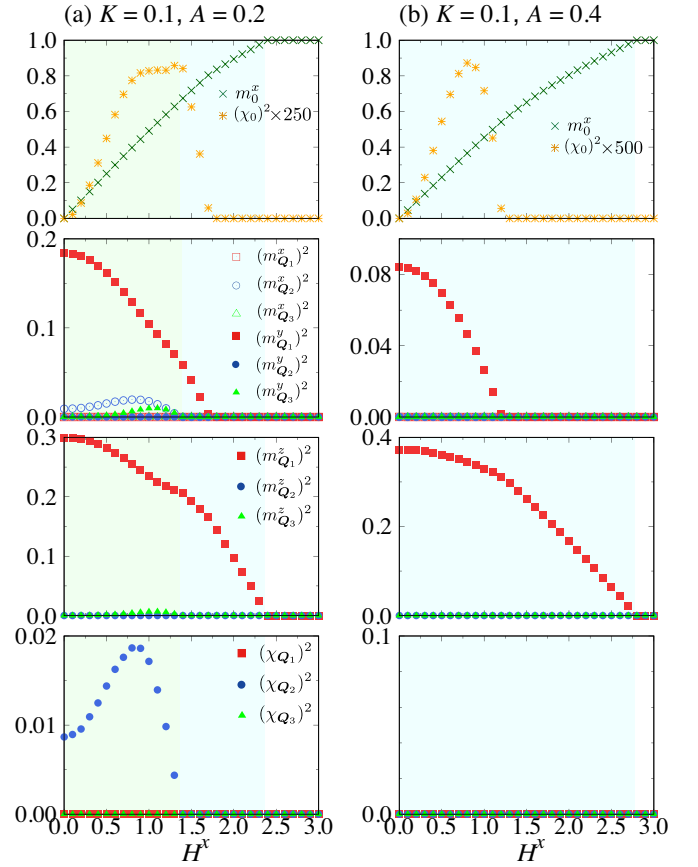 (a) K = 0.1, A = 0.2
1.0
0.8
0.6
0.4
0.2
0.0
m_0^x
(χ_0)^2×250
0.2
0.1
0.0
(m_{Q_1}^x)^2
(m_{Q_2}^x)^2
(m_{Q_3}^x)^2
(m_{Q_1}^y)^2
(m_{Q_2}^y)^2
(m_{Q_3}^y)^2
0.3
0.2
0.1
0.0
(m_{Q_1}^z)^2
(m_{Q_2}^z)^2
(m_{Q_3}^z)^2
0.02
0.01
0.00
(χ_{Q_1})^2
(χ_{Q_2})^2
(χ_{Q_3})^2
0.0 0.5 1.0 1.5 2.0 2.5 3.0
H^x
(b) K = 0.1, A = 0.4
1.0
0.8
0.6
0.4
0.2
0.0
m_0^x
(χ_0)^2×500
0.08
0.04
0.00
0.4
0.2
0.0
0.1
0.0
0.0 0.5 1.0 1.5 2.0 2.5 3.0
H^x